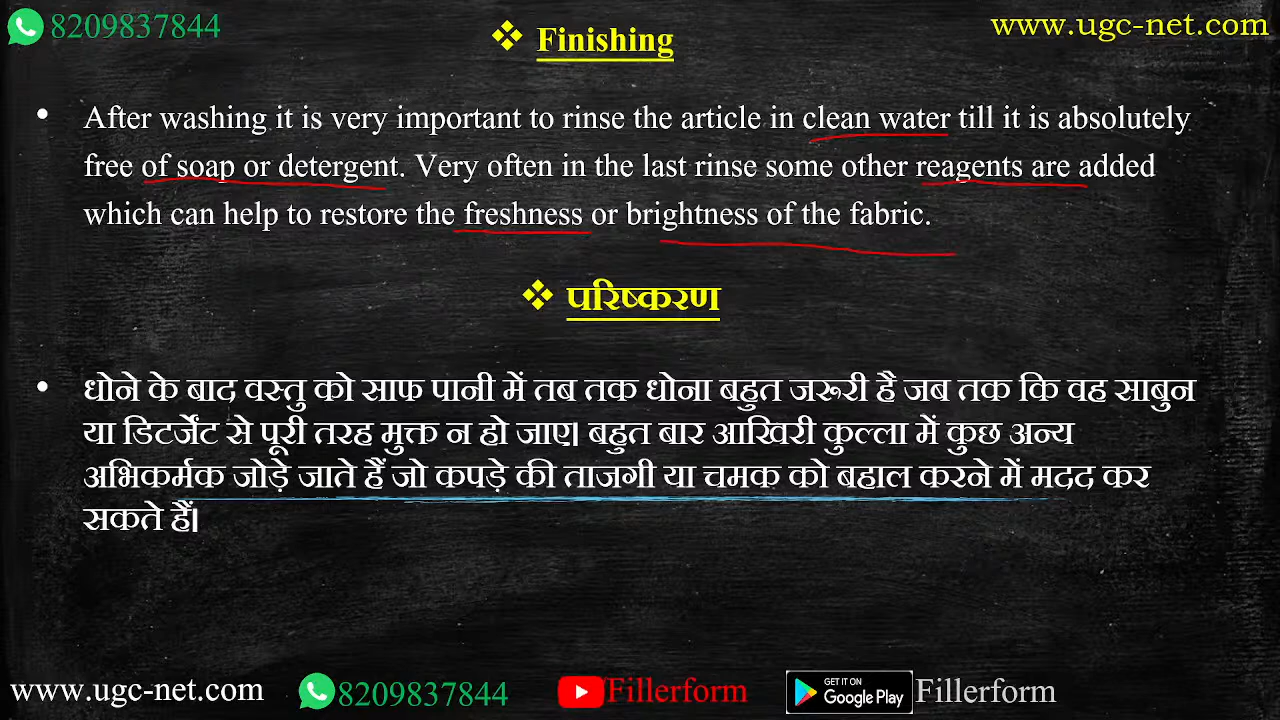 8209837844
❖ Finishing
www.ugc-net.com
• After washing it is very important to rinse the article in clean water till it is absolutely
free of soap or detergent. Very often in the last rinse some other reagents are added
which can help to restore the freshness or brightness of the fabric.
❖ परिष्करण
• धोने के बाद वस्तु को साफ पानी में तब तक धोना बहुत जरूरी है जब तक कि वह साबुन
या डिटर्जेंट से पूरी तरह मुक्त न हो जाए। बहुत बार आखिरी कुल्ला में कुछ अन्य
अभिकर्मक जोड़े जाते हैं जो कपड़े की ताजगी या चमक को बहाल करने में मदद कर
सकते हैं।
www.ugc-net.com
8209837844
Fillerform
GET IT ON
Google Play
Fillerform